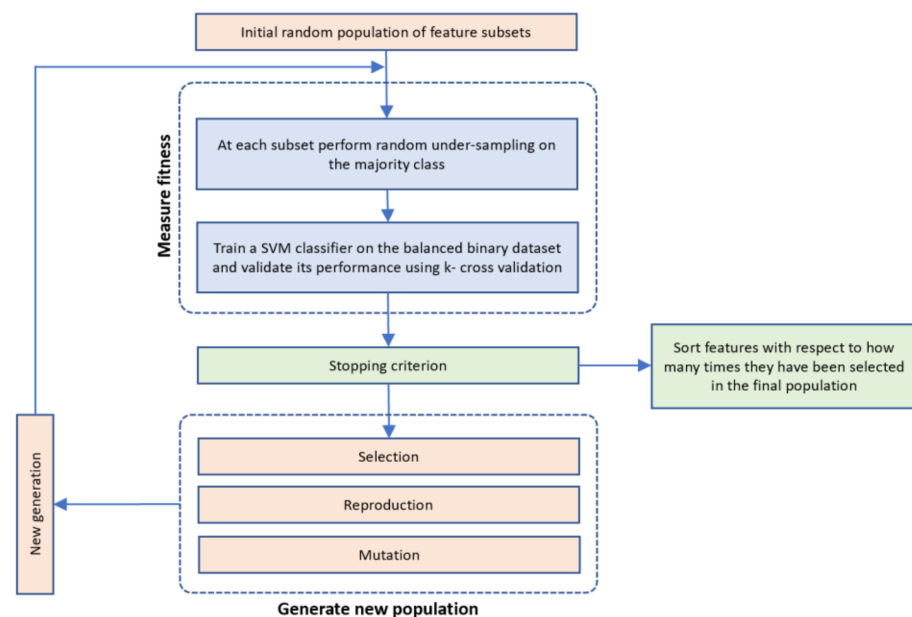 Initial random population of feature subsets
Measure fitness
At each subset perform random under-sampling on
the majority class
Train a SVM classifier on the balanced binary dataset
and validate its performance using k- cross validation
Stopping criterion
Sort features with respect to how
many times they have been selected
in the final population
Selection
Reproduction
Mutation
New generation
Generate new population